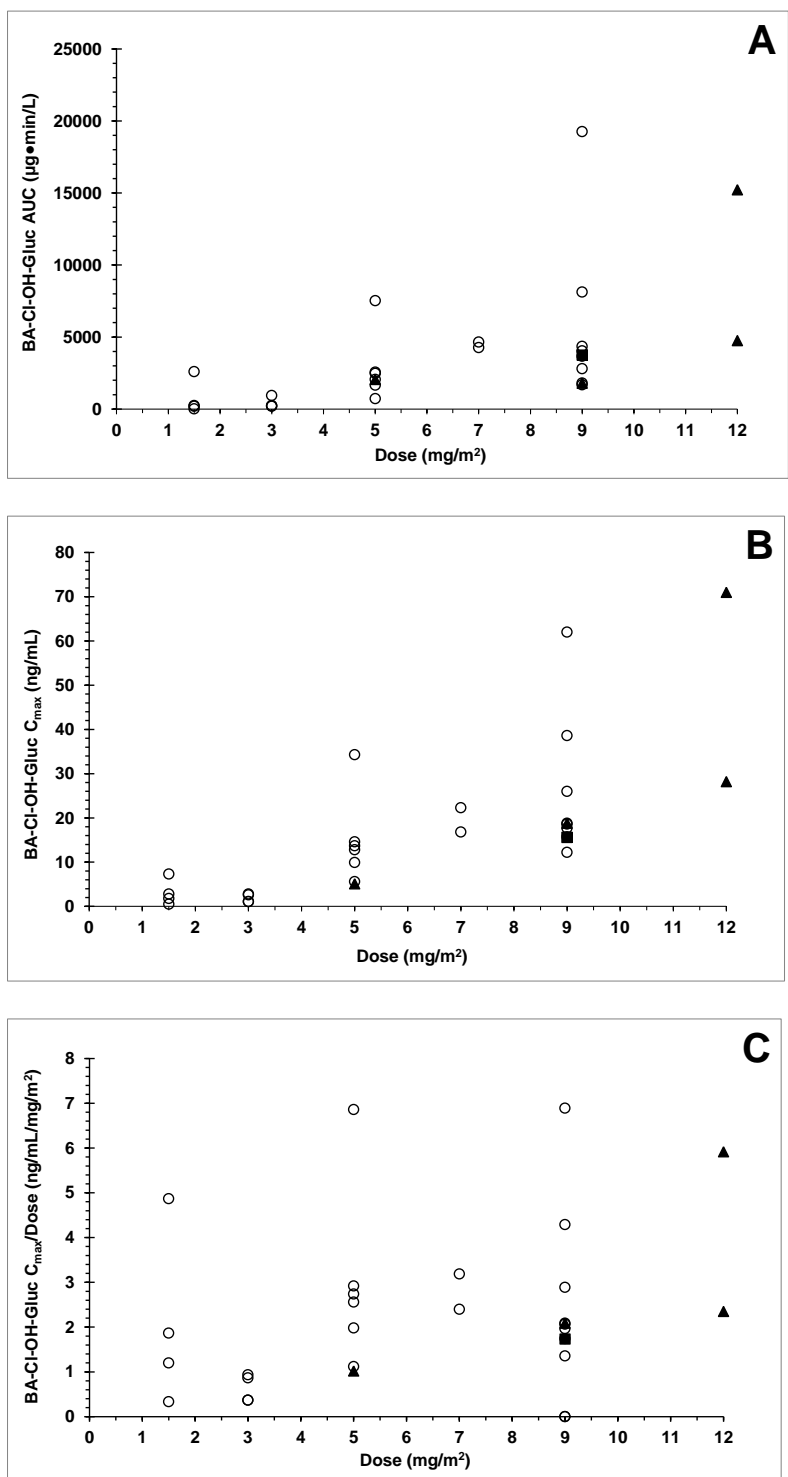 A
BA-Cl-OH-Gluc AUC (µg●min/L)
25000
20000
15000
10000
5000
0
0 1 2 3 4 5 6 7 8 9 10 11 12
Dose (mg/m²)
B
BA-Cl-OH-Gluc Cmax (ng/mL)
80
70
60
50
40
30
20
10
0
0 1 2 3 4 5 6 7 8 9 10 11 12
Dose (mg/m²)
C
BA-Cl-OH-Gluc Cmax/Dose (ng/mL/mg/m²)
8
7
6
5
4
3
2
1
0
0 1 2 3 4 5 6 7 8 9 10 11 12
Dose (mg/m²)